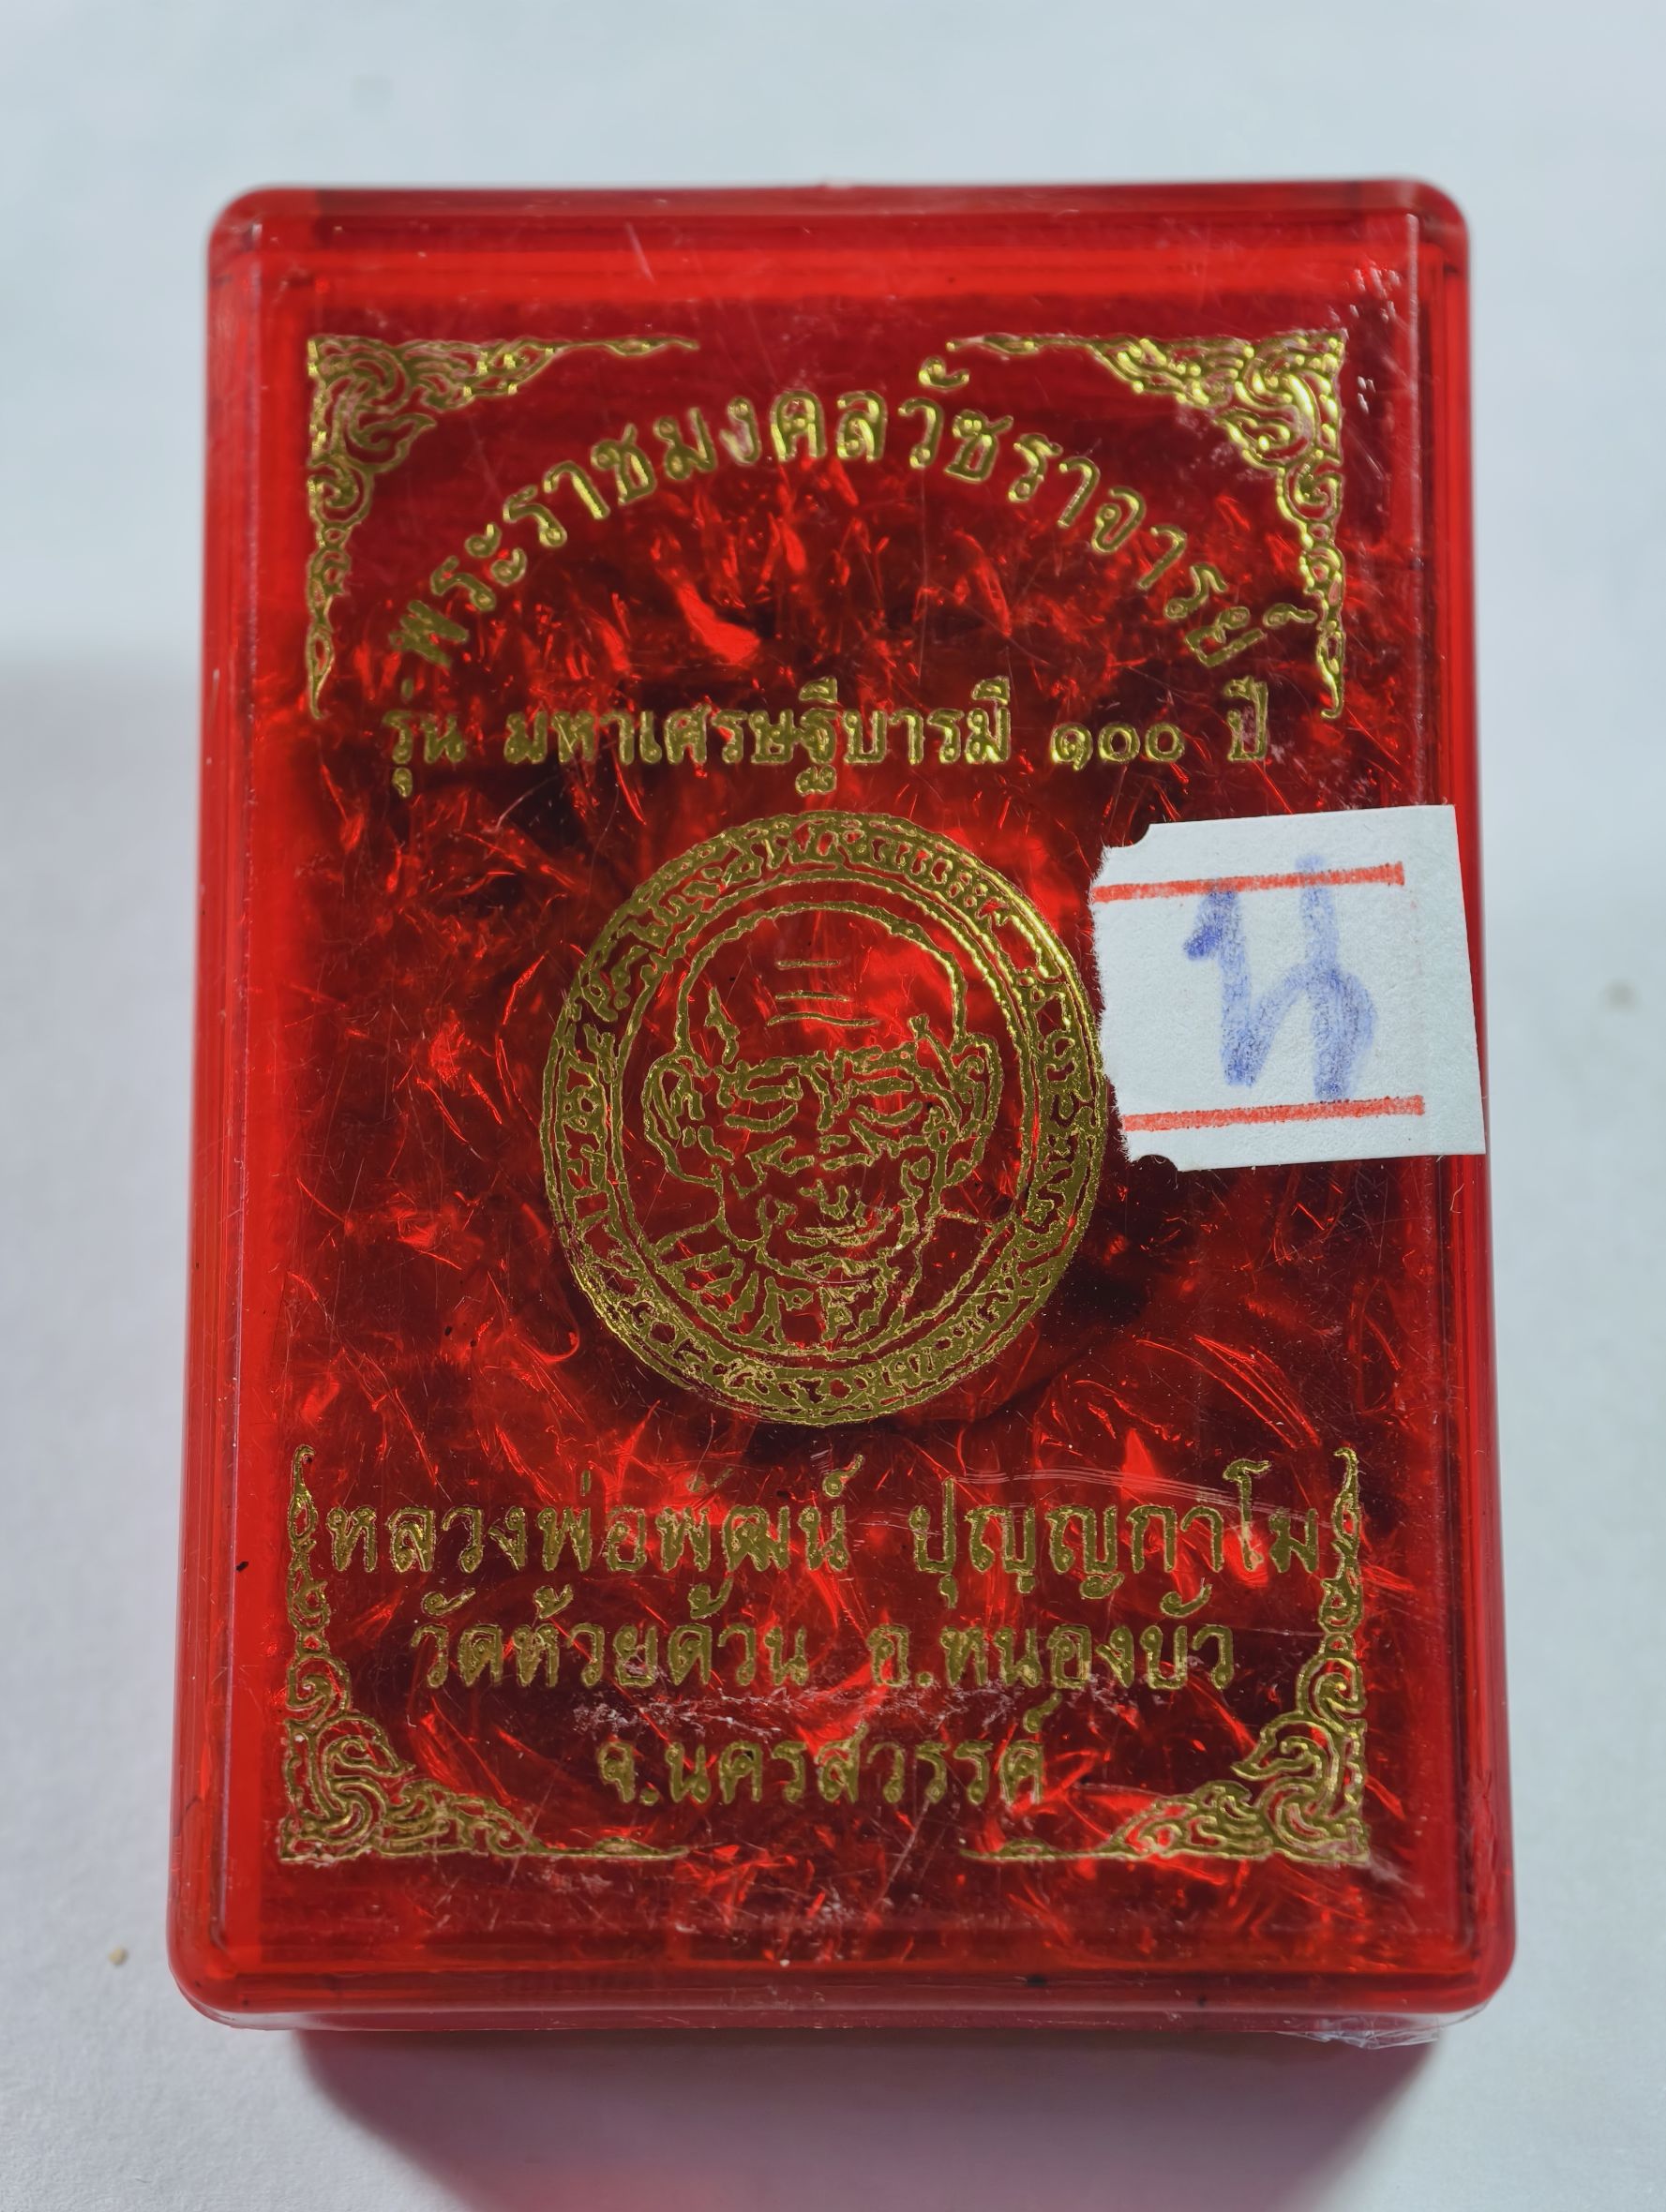 พระราชมงคลวัชราจารย์
รุ่น มหาเศรษฐีบารมี ๑๐๐ ปี
น
หลวงพ่อพัฒน์ ปุญฺญกาโม
วัดห้วยด้วน อ.หนองบัว
จ.นครสวรรค์